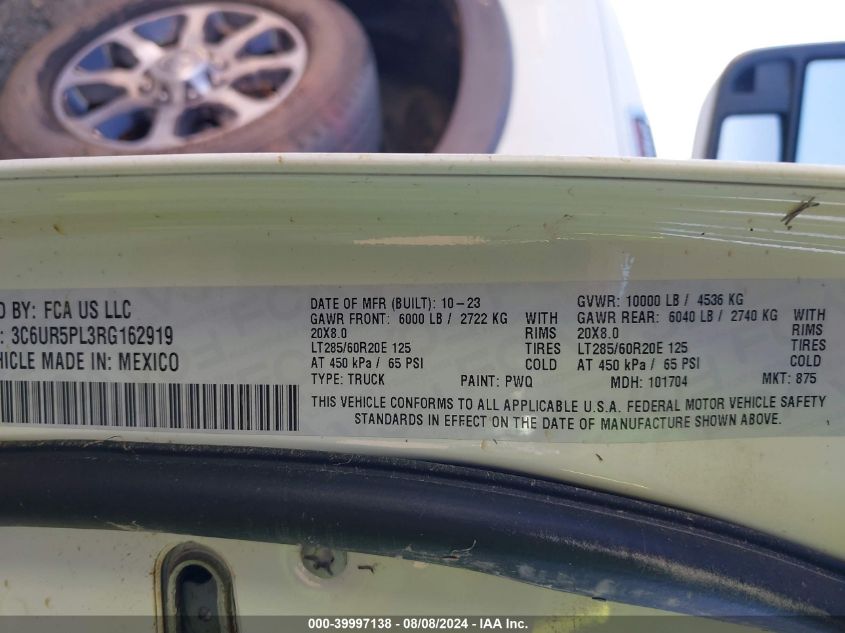 D BY: FCA US LLC
: 3C6UR5PL3RG162919
EHICLE MADE IN: MEXICO
DATE OF MFR (BUILT): 10-23
GAWR FRONT: 6000 LB / 2722 KG WITH
20X8.0 RIMS
LT285/60R20E 125 TIRES
AT 450 kPa / 65 PSI COLD
TYPE: TRUCK PAINT: PWQ
GVWR: 10000 LB / 4536 KG
GAWR REAR: 6040 LB / 2740 KG WITH
20X8.0 RIMS
LT285/60R20E 125 TIRES
AT 450 kPa / 65 PSI COLD
MDH: 101704 MKT: 875
THIS VEHICLE CONFORMS TO ALL APPLICABLE U.S.A. FEDERAL MOTOR VEHICLE SAFETY
STANDARDS IN EFFECT ON THE DATE OF MANUFACTURE SHOWN ABOVE.
000-39997138 - 08/08/2024 - IAA Inc.